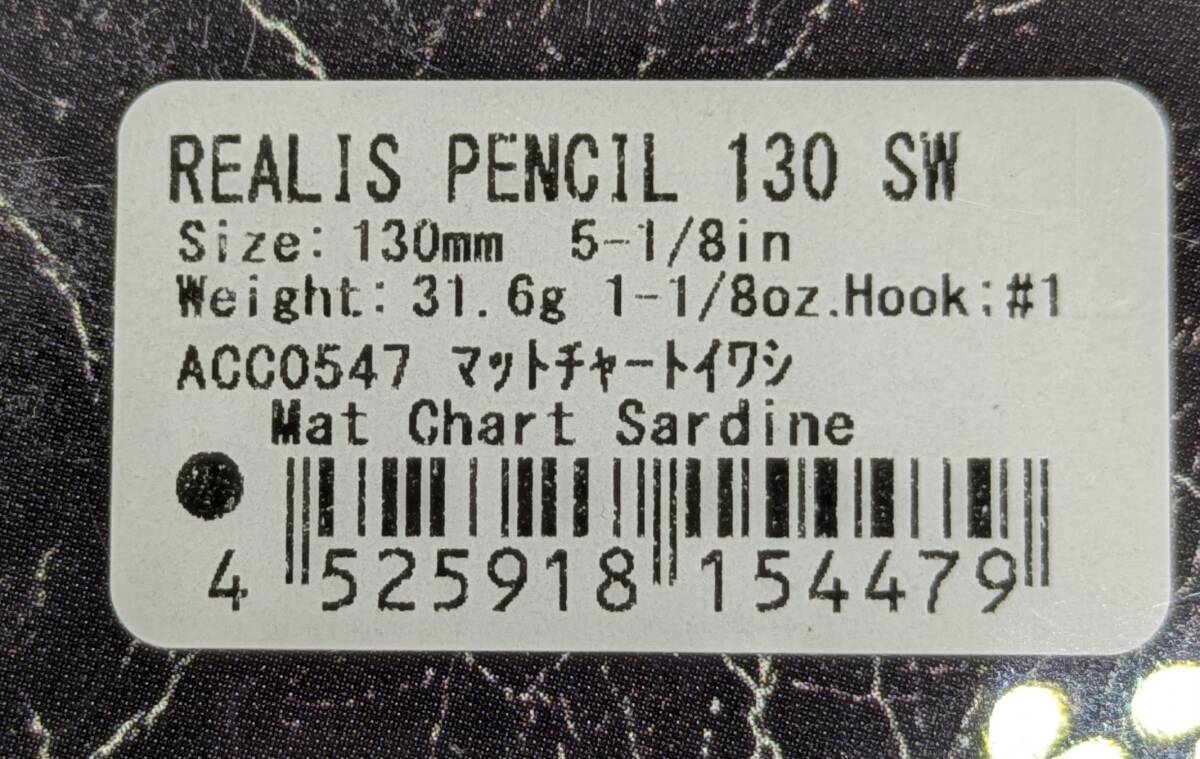 REALIS PENCIL 130 SW
Size: 130mm 5-1/8in
Weight: 31.6g 1-1/8oz.Hook:#1
ACC0547 マットチャートイワシ
Mat Chart Sardine
4 525918 154479